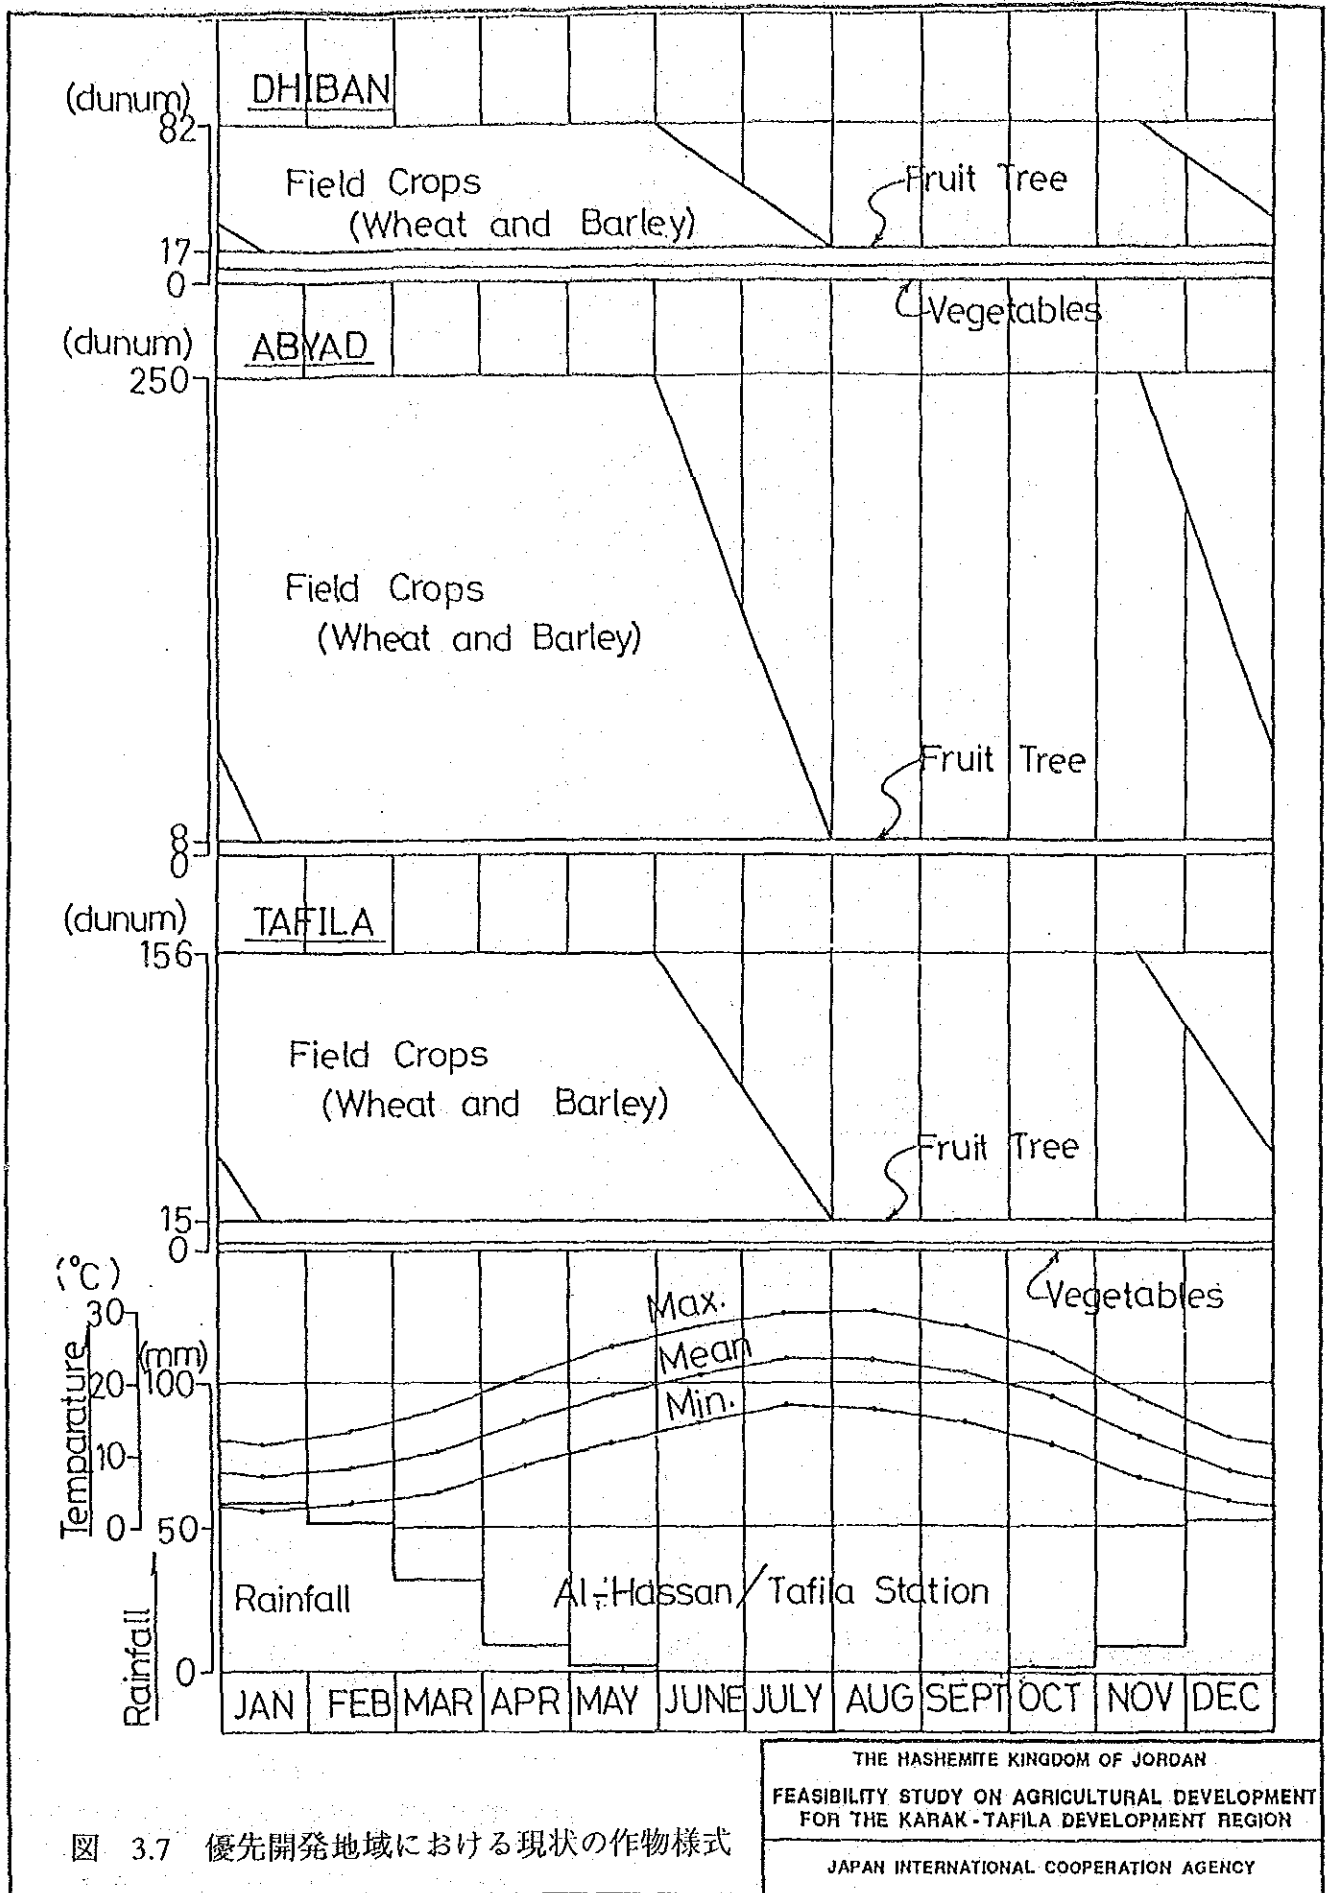 (dunum)
DHIBAN
82
Field Crops
(Wheat and Barley)
Fruit Tree
17
0
Vegetables
(dunum)
ABYAD
250
Field Crops
(Wheat and Barley)
Fruit Tree
8
0
(dunum)
TAFILA
156
Field Crops
(Wheat and Barley)
Fruit Tree
15
0
Vegetables
(°C)
30
20
10
0
Temparature
(mm)
100
50
0
Rainfall
Max.
Mean
Min.
Rainfall
Al-Hassan/Tafila Station
JAN FEB MAR APR MAY JUNE JULY AUG SEPT OCT NOV DEC
THE HASHEMITE KINGDOM OF JORDAN
FEASIBILITY STUDY ON AGRICULTURAL DEVELOPMENT
FOR THE KARAK-TAFILA DEVELOPMENT REGION
図 3.7 優先開発地域における現状の作物様式
JAPAN INTERNATIONAL COOPERATION AGENCY